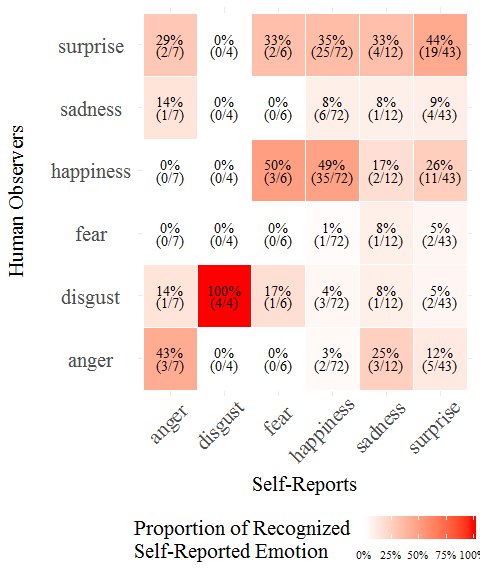 Human Observers
surprise
29% 0% 33% 35% 33% 44%
(2/7) (0/4) (2/6) (25/72) (4/12) (19/43)
sadness
14% 0% 0% 8% 8% 9%
(1/7) (0/4) (0/6) (6/72) (1/12) (4/43)
happiness
0% 0% 50% 49% 17% 26%
(0/7) (0/4) (3/6) (35/72) (2/12) (11/43)
fear
0% 0% 0% 1% 8% 5%
(0/7) (0/4) (0/6) (1/72) (1/12) (2/43)
disgust
14% 100% 17% 4% 8% 5%
(1/7) (4/4) (1/6) (3/72) (1/12) (2/43)
anger
43% 0% 0% 3% 25% 12%
(3/7) (0/4) (0/6) (2/72) (3/12) (5/43)
anger disgust fear happiness sadness surprise
Self-Reports
Proportion of Recognized
Self-Reported Emotion
0% 25% 50% 75% 100%